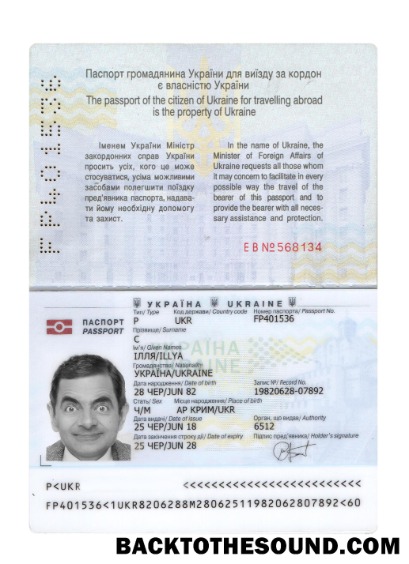 Паспорт громадянина України для виїзду за кордон
є власністю України
The passport of the citizen of Ukraine for travelling abroad
is the property of Ukraine
FP401536
Іменем України Міністр
закордонних справ України
просить усіх, кого це може
стосуватися, усіма можливими
засобами полегшити поїздку
пред'явника паспорта, надава-
ти йому необхідну допомогу
та захист.
In the name of Ukraine, the
Minister of Foreign Affairs of
Ukraine requests all those whom
it may concern to facilitate in every
possible way the travel of the
bearer of this passport and to
provide the bearer with all neces-
sary assistance and protection.
ЕВ№568134
УКРАЇНА UKRAINE
ПАСПОРТ
PASSPORT
Тип/ Type Код держави/ Country code Номер паспорта/ Passport No.
P UKR FP401536
Прізвище/ Surname
С
Ім'я/ Given Names
ІЛЛЯ/ILLYA
Громадянство/ Nationality
УКРАЇНА/UKRAINE
Дата народження/ Date of birth Запис №/ Record No.
28 ЧЕР/JUN 82 19820628-07892
Стать/ Sex Місце народження/ Place of birth
Ч/M АР КРИМ/UKR
Дата видачі/ Date of issue Орган, що видав/ Authority
25 ЧЕР/JUN 18 6512
Дата закінчення строку дії/ Date of expiry Підпис пред'явника/ Holder's signature
25 ЧЕР/JUN 28
P<UKR <<<<<<<<<<<<<<<<<<<<<<<<
FP401536<1UKR8206288M28062511982062807892<60
BACKTOTHESOUND.COM